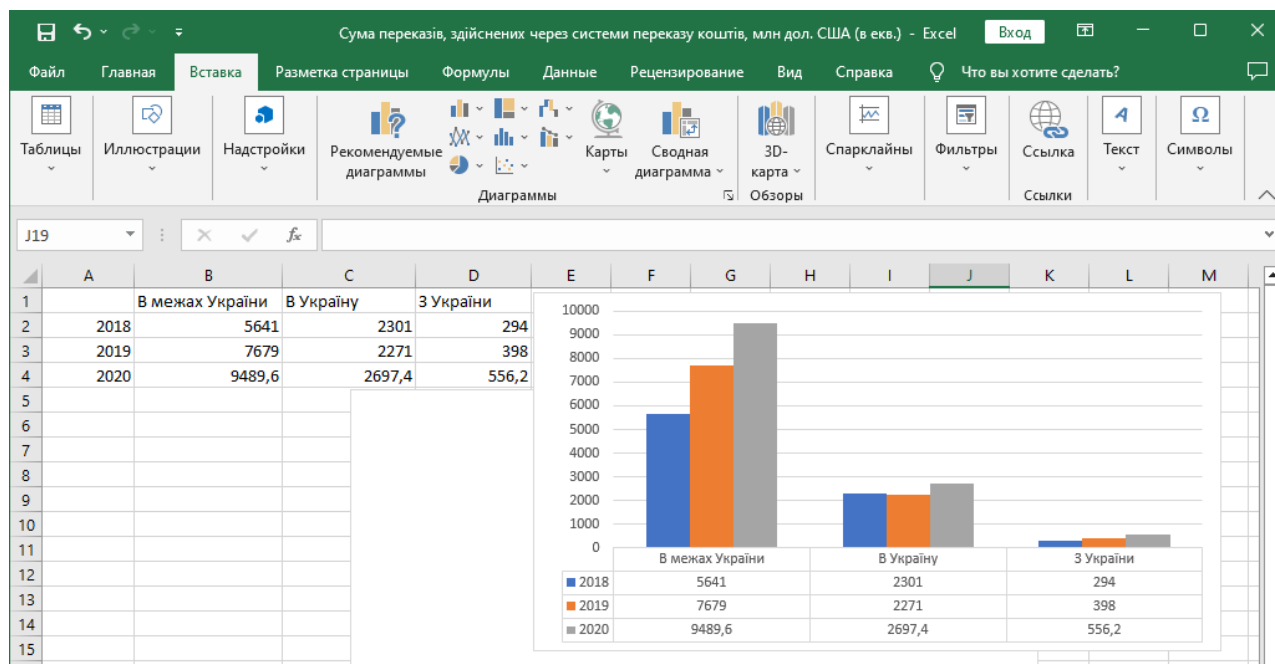 Сума переказів, здійснених через системи переказу коштів, млн дол. США (в екв.) - Excel Вход
Файл Главная Вставка Разметка страницы Формулы Данные Рецензирование Вид Справка Что вы хотите сделать?
Таблицы Иллюстрации Надстройки Рекомендуемые диаграммы Карты Сводная диаграмма 3D-карта Спарклайны Фильтры Ссылка Текст Символы
Диаграммы Обзоры Ссылки
J19 fx
A B C D E F G H I J K L M
1 В межах України В Україну З України
2 2018 5641 2301 294
3 2019 7679 2271 398
4 2020 9489,6 2697,4 556,2
5
6
7
8
9
10
11
12
13
14
15
10000
9000
8000
7000
6000
5000
4000
3000
2000
1000
0
В межах України В Україну З України
2018 5641 2301 294
2019 7679 2271 398
2020 9489,6 2697,4 556,2